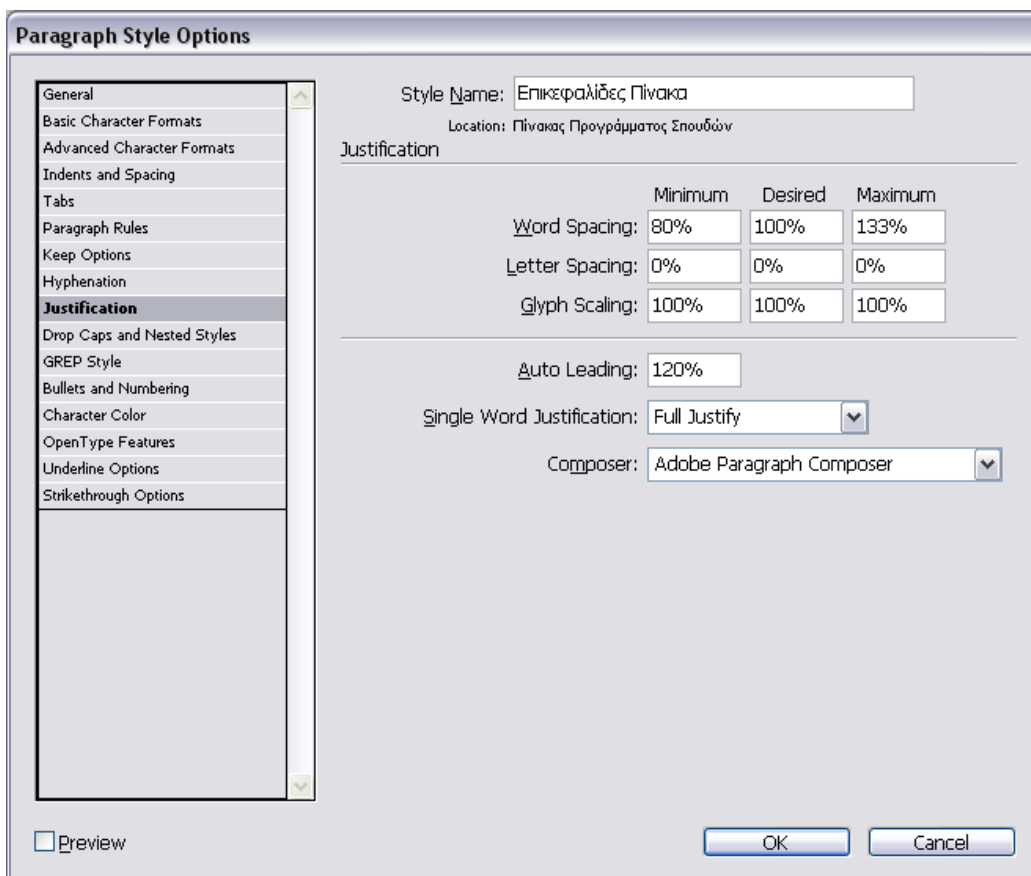 Paragraph Style Options
General
Basic Character Formats
Advanced Character Formats
Indents and Spacing
Tabs
Paragraph Rules
Keep Options
Hyphenation
Justification
Drop Caps and Nested Styles
GREP Style
Bullets and Numbering
Character Color
OpenType Features
Underline Options
Strikethrough Options
Style Name: Επικεφαλίδες Πίνακα
Location: Πίνακας Προγράμματος Σπουδών
Justification
Minimum Desired Maximum
Word Spacing: 80% 100% 133%
Letter Spacing: 0% 0% 0%
Glyph Scaling: 100% 100% 100%
Auto Leading: 120%
Single Word Justification: Full Justify
Composer: Adobe Paragraph Composer
Preview
OK Cancel